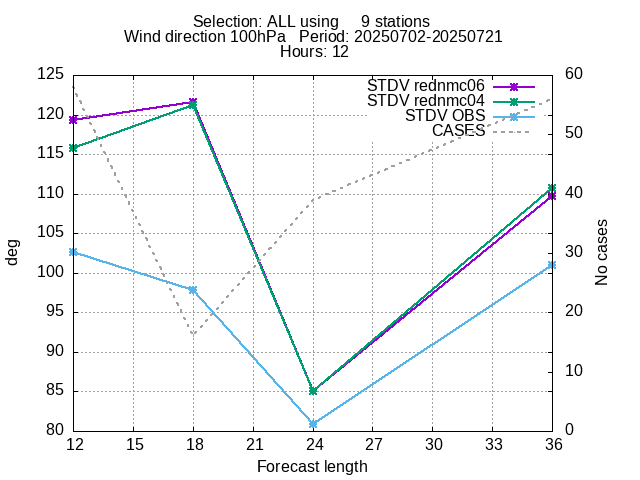 Selection: ALL using     9 stations
Wind direction 100hPa   Period: 20250702-20250721
Hours: 12
125
120
115
110
105
100
95
90
85
80
60
50
40
30
20
10
0
STDV rednmc06
STDV rednmc04
STDV OBS
CASES
deg
No cases
12 15 18 21 24 27 30 33 36
Forecast length